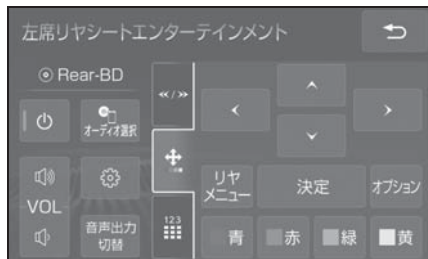 左席リヤシートエンターテインメント
Rear-BD
オーディオ選択
VOL
音声出力
切替
123
リヤ
メニュー
決定
オプション
青
赤
緑
黄